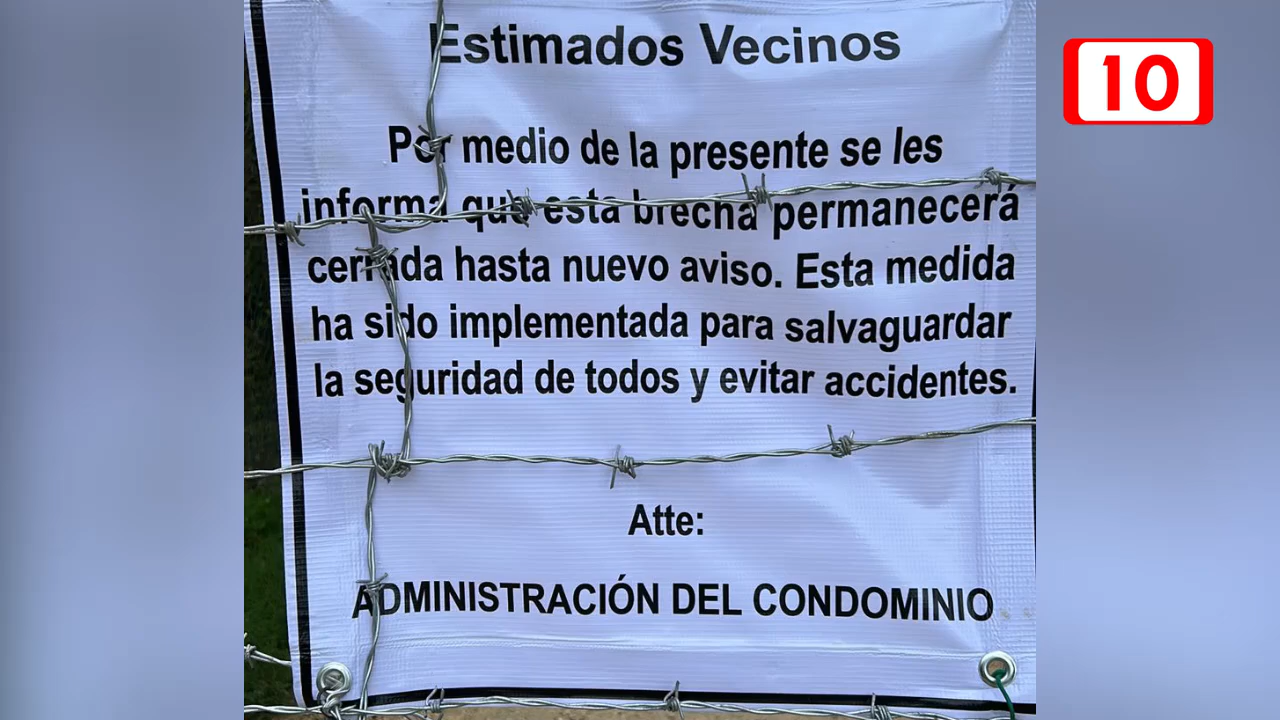 Estimados Vecinos
Por medio de la presente se les
informa que esta brecha permanecerá
cerrada hasta nuevo aviso. Esta medida
ha sido implementada para salvaguardar
la seguridad de todos y evitar accidentes.
Atte:
ADMINISTRACIÓN DEL CONDOMINIO
10